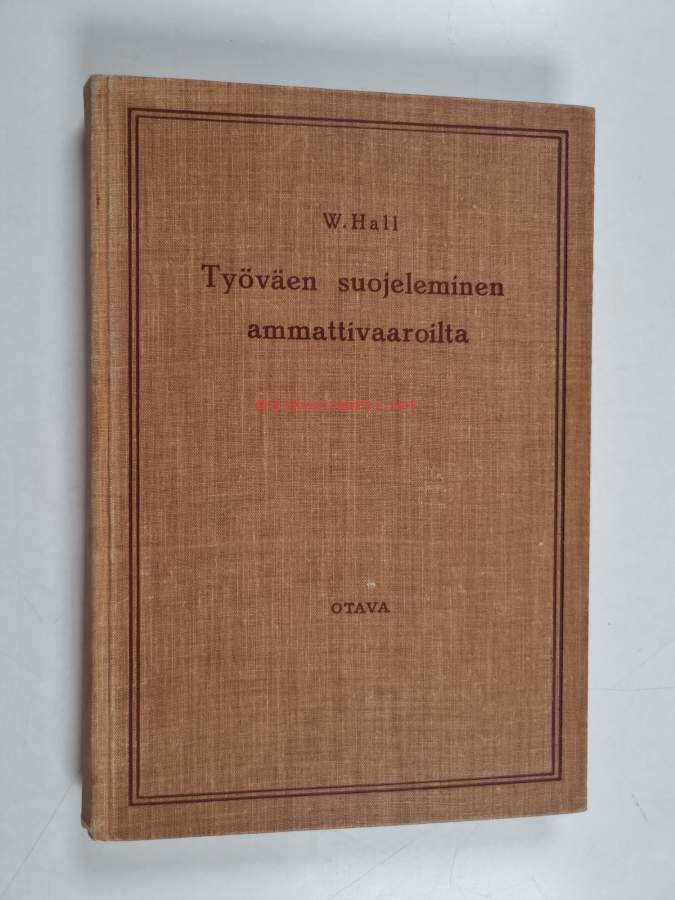 W. Hall
Työväen suojeleminen
ammattivaaroilta
OTAVA